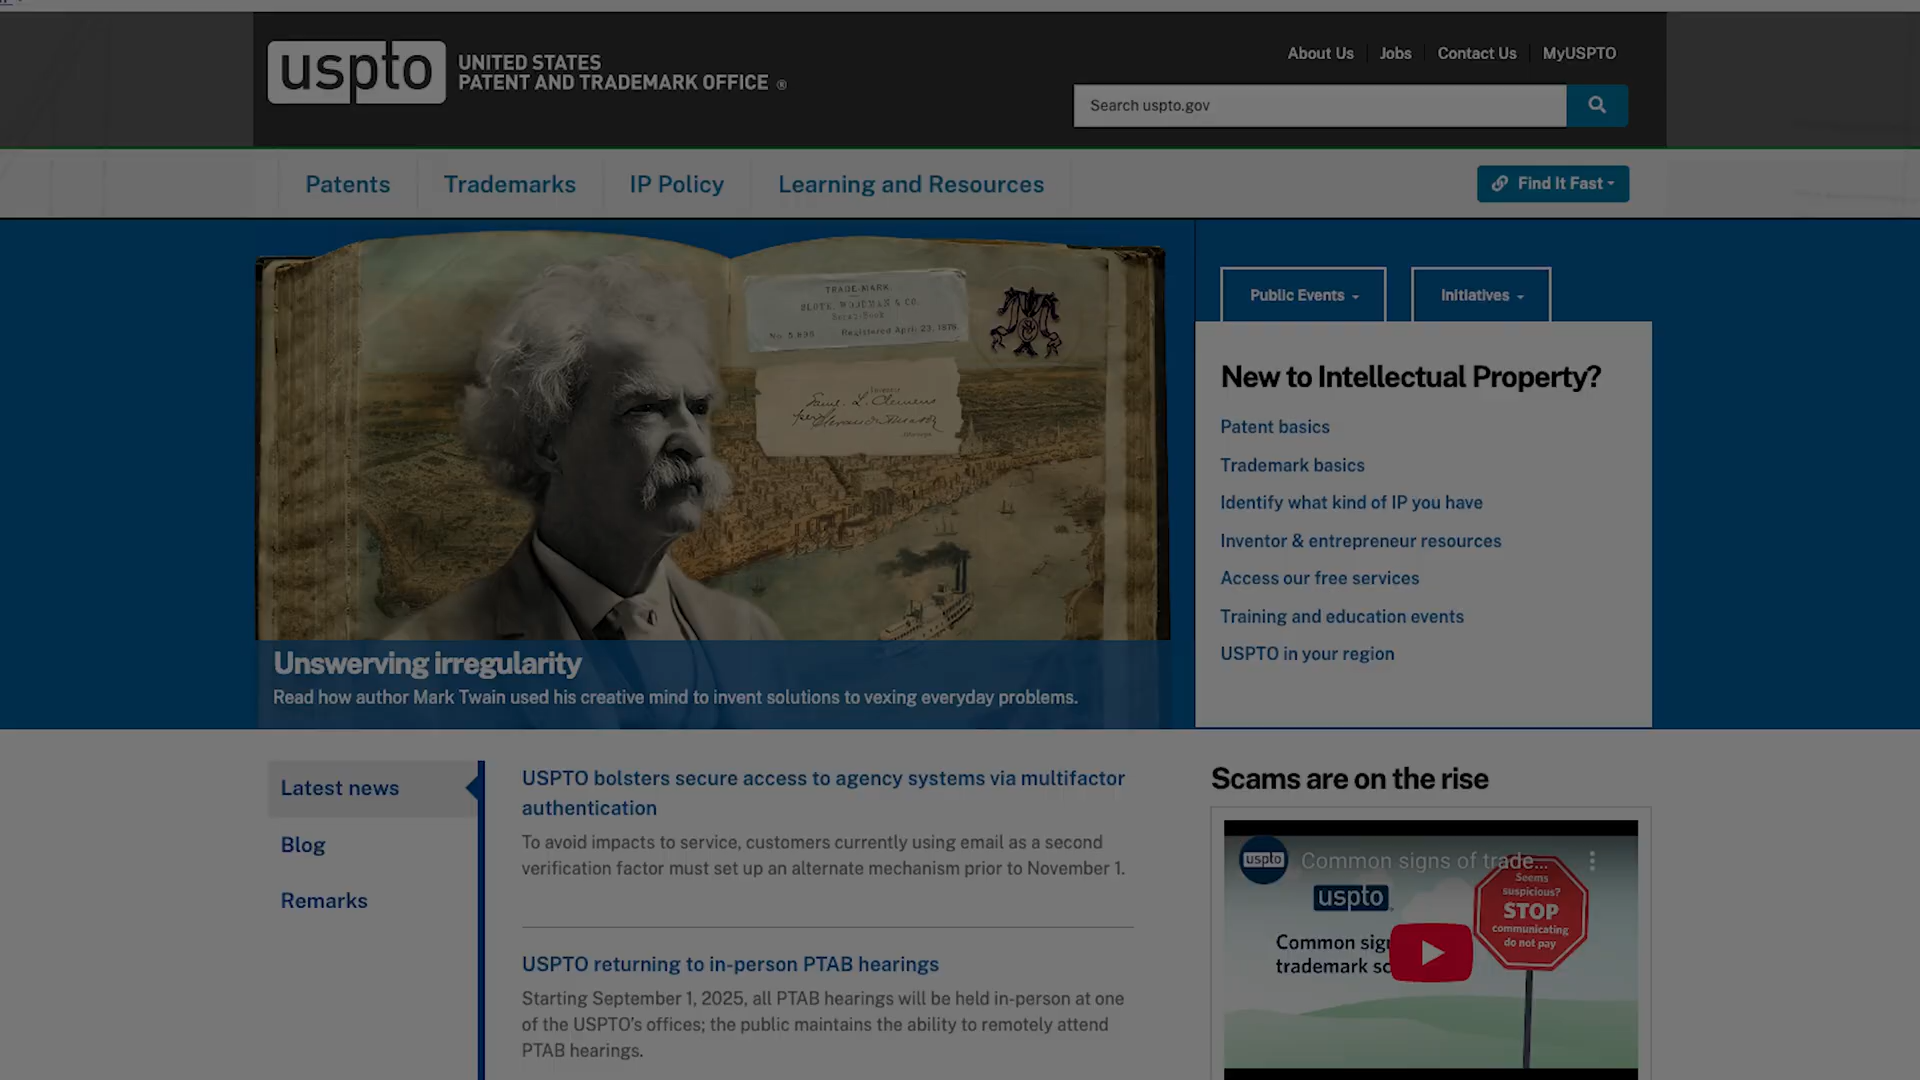 uspto
UNITED STATES
PATENT AND TRADEMARK OFFICE ®
About Us
Jobs
Contact Us
MyUSPTO
Search uspto.gov
Patents
Trademarks
IP Policy
Learning and Resources
Find It Fast
TRADE-MARK.
No. 5,896
Registered April 23, 1878.
Saml. L. Clemens
Unswerving irregularity
Read how author Mark Twain used his creative mind to invent solutions to vexing everyday problems.
Public Events
Initiatives
New to Intellectual Property?
Patent basics
Trademark basics
Identify what kind of IP you have
Inventor & entrepreneur resources
Access our free services
Training and education events
USPTO in your region
Latest news
Blog
Remarks
USPTO bolsters secure access to agency systems via multifactor
authentication
To avoid impacts to service, customers currently using email as a second
verification factor must set up an alternate mechanism prior to November 1.
USPTO returning to in-person PTAB hearings
Starting September 1, 2025, all PTAB hearings will be held in-person at one
of the USPTO's offices; the public maintains the ability to remotely attend
PTAB hearings.
Scams are on the rise
uspto
Common signs of trade...
uspto
Common sig
trademark sc
Seems
suspicious?
STOP
communicating
do not pay